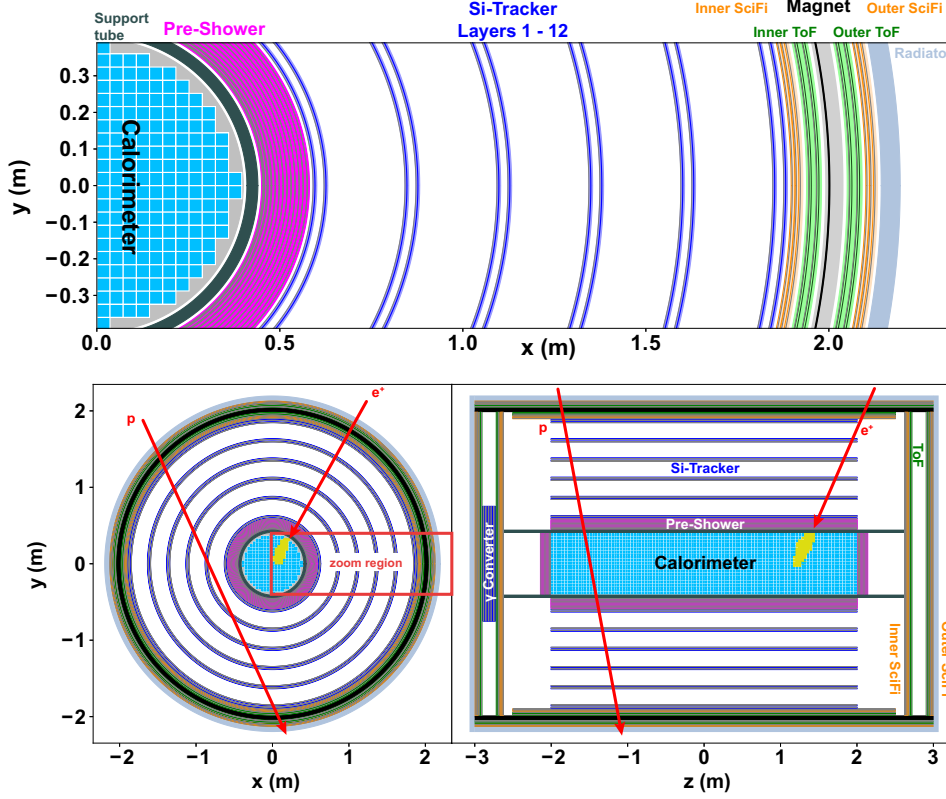 Support
tube
Pre-Shower
Si-Tracker
Layers 1 - 12
Inner SciFi
Magnet
Outer SciFi
Inner ToF
Outer ToF
Radiator
Calorimeter
y (m)
0.3
0.2
0.1
0.0
−0.1
−0.2
−0.3
0.0
0.5
1.0
1.5
2.0
x (m)
p
e⁺
zoom region
y (m)
2
1
0
−1
−2
−2
−1
0
1
2
x (m)
p
e⁺
Si-Tracker
Pre-Shower
Calorimeter
γ Converter
ToF
Inner SciFi
−3
−2
−1
0
1
2
3
z (m)